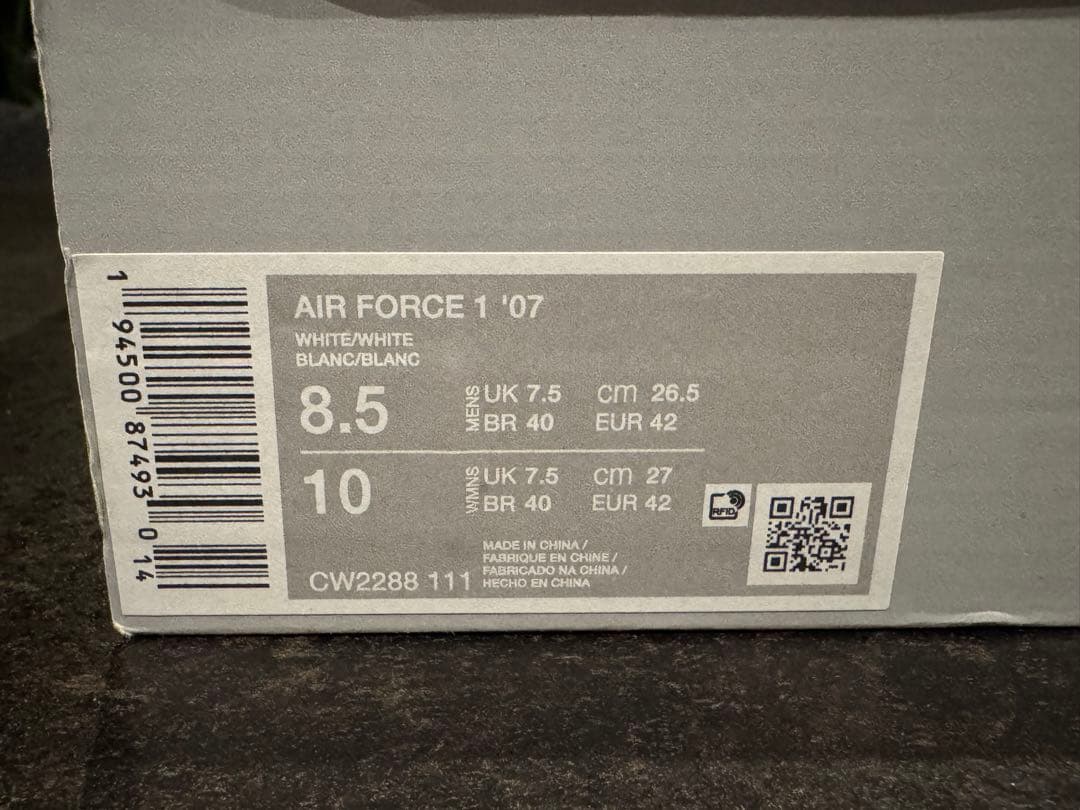 1 94500 87493 0 14
AIR FORCE 1 '07
WHITE/WHITE
BLANC/BLANC
8.5 MENS UK 7.5 cm 26.5
BR 40 EUR 42
10 WMNS UK 7.5 cm 27
BR 40 EUR 42
RFID
MADE IN CHINA /
FABRIQUE EN CHINE /
FABRICADO NA CHINA /
HECHO EN CHINA
CW2288 111